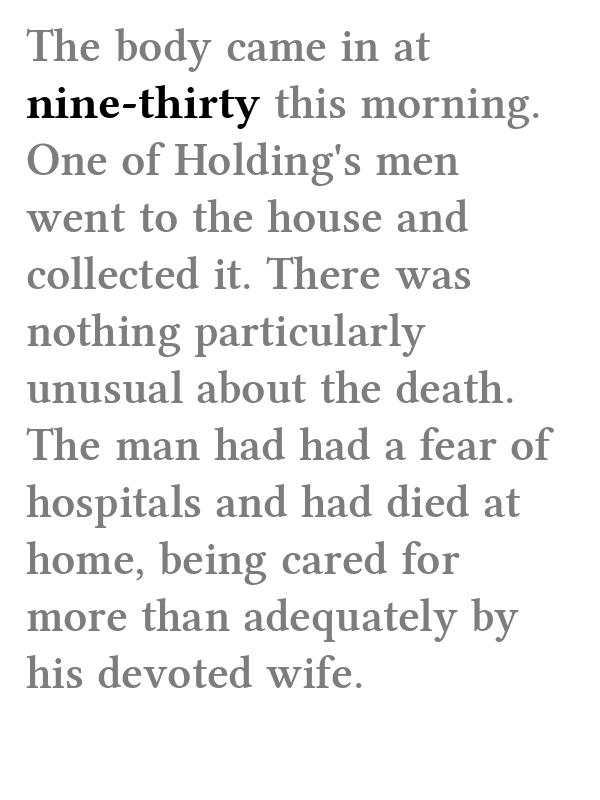 The body came in at
nine-thirty this morning.
One of Holding's men
went to the house and
collected it. There was
nothing particularly
unusual about the death.
The man had had a fear of
hospitals and had died at
home, being cared for
more than adequately by
his devoted wife.